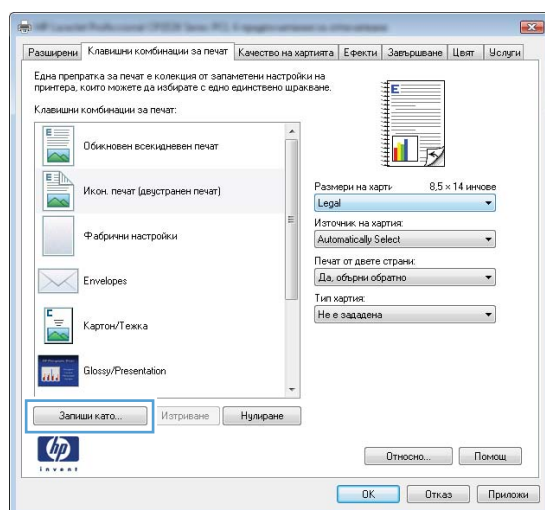 Разширени
Клавишни комбинации за печат
Качество на хартията
Ефекти
Завършване
Цвят
Услуги
Една препратка за печат е колекция от запаметени настройки на
принтера, които можете да избирате с едно единствено щракване.
Клавишни комбинации за печат:
Обикновен всекидневен печат
Икон. печат (двустранен печат)
Фабрични настройки
Envelopes
Картон/Тежка
Glossy/Presentation
Запиши като...
Изтриване
Нулиране
E
Размери на харти
8,5 × 14 инчове
Legal
Източник на хартия:
Automatically Select
Печат от двете страни:
Да, обърни обратно
Тип хартия:
Не е зададена
hp
invent
Относно...
Помощ
OK
Отказ
Приложи